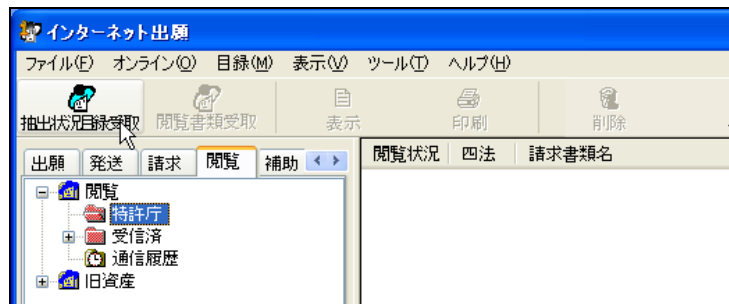 インターネット出願
ファイル(F) オンライン(O) 目録(M) 表示(V) ツール(T) ヘルプ(H)
抽出状況目録受取 閲覧書類受取 表示 印刷 削除
出願 発送 請求 閲覧 補助 閲覧状況 四法 請求書類名
閲覧
特許庁
受信済
通信履歴
旧資産